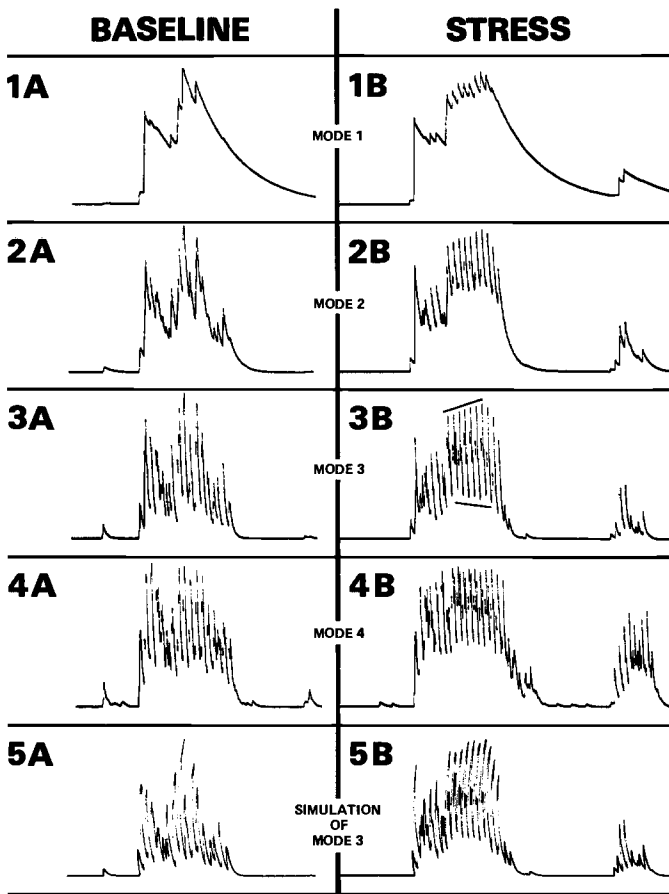 BASELINE STRESS
1A 1B
MODE 1
2A 2B
MODE 2
3A 3B
MODE 3
4A 4B
MODE 4
5A 5B
SIMULATION
OF
MODE 3